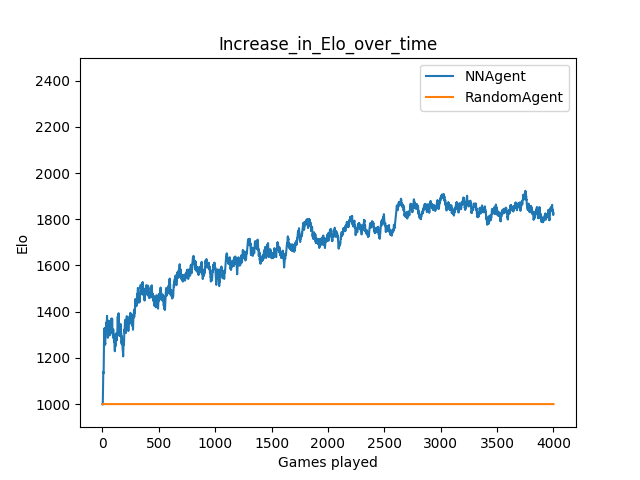 Increase_in_Elo_over_time
NNAgent
RandomAgent
Elo
2400
2200
2000
1800
1600
1400
1200
1000
0 500 1000 1500 2000 2500 3000 3500 4000
Games played